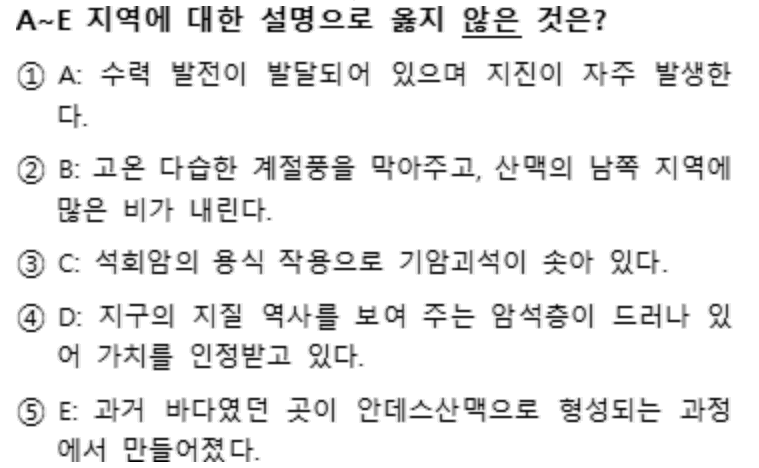 A~E 지역에 대한 설명으로 옳지 않은 것은?
① A: 수력 발전이 발달되어 있으며 지진이 자주 발생한
다.
② B: 고온 다습한 계절풍을 막아주고, 산맥의 남쪽 지역에
많은 비가 내린다.
③ C: 석회암의 용식 작용으로 기암괴석이 솟아 있다.
④ D: 지구의 지질 역사를 보여 주는 암석층이 드러나 있
어 가치를 인정받고 있다.
⑤ E: 과거 바다였던 곳이 안데스산맥으로 형성되는 과정
에서 만들어졌다.